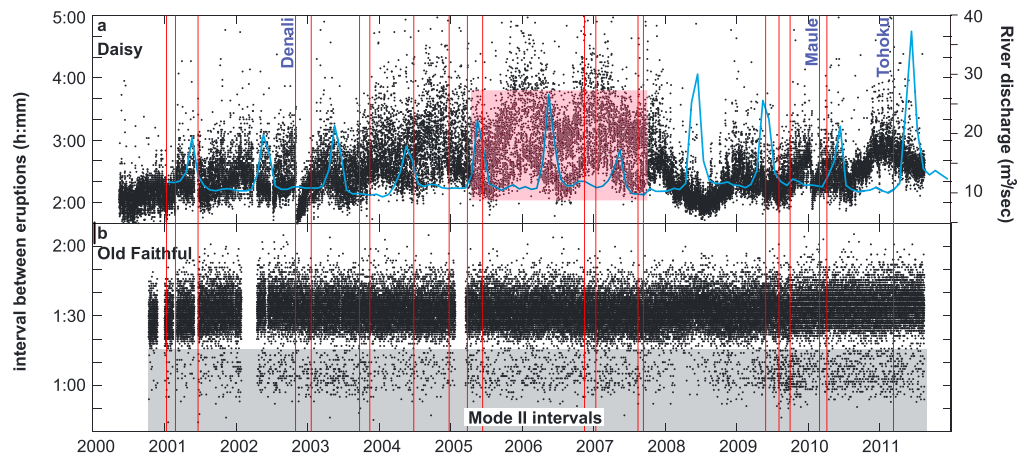 5:00
a
Daisy
4:00
3:00
2:00
Denali
Maule
Tohoku
40
30
20
10
River discharge (m³/sec)
interval between eruptions (h:mm)
b
Old Faithful
2:00
1:30
1:00
Mode II intervals
2000 2001 2002 2003 2004 2005 2006 2007 2008 2009 2010 2011